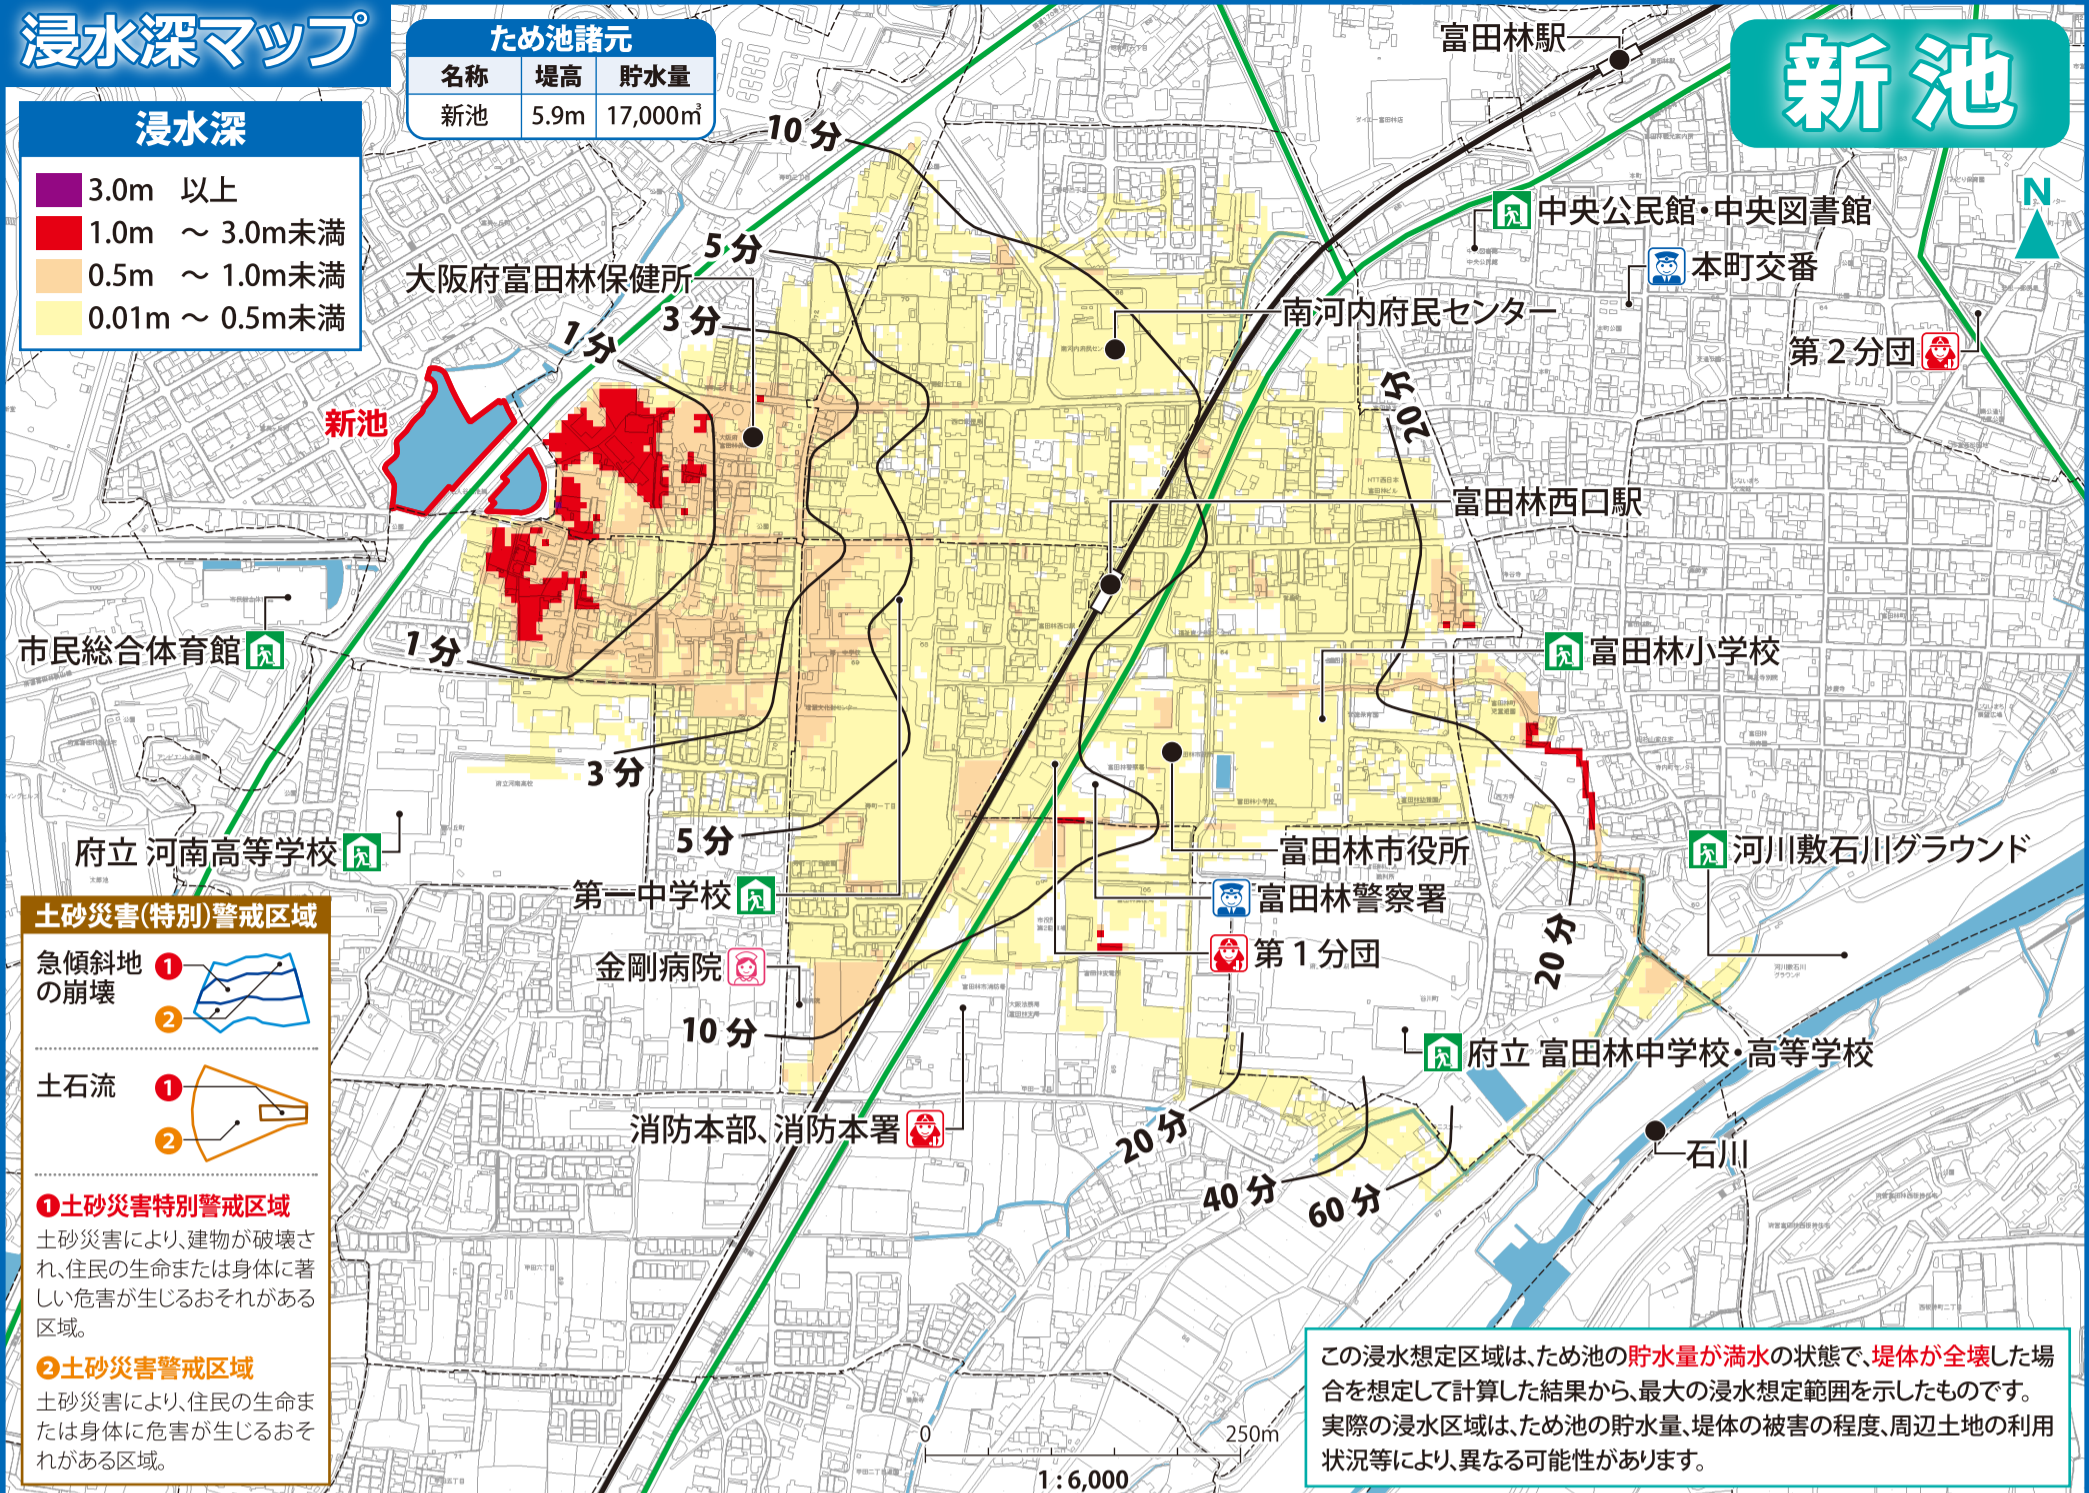 浸水深マップ
ため池諸元
名称 堤高 貯水量
新池 5.9m 17,000㎥
新池
N
浸水深
3.0m 以上
1.0m ～ 3.0m未満
0.5m ～ 1.0m未満
0.01m ～ 0.5m未満
富田林駅
10分
中央公民館・中央図書館
本町交番
5分
大阪府富田林保健所
3分
1分
南河内府民センター
第2分団
20分
新池
富田林西口駅
市民総合体育館
1分
富田林小学校
3分
5分
府立 河南高等学校
第一中学校
富田林市役所
河川敷石川グラウンド
富田林警察署
第1分団
20分
金剛病院
10分
府立 富田林中学校・高等学校
消防本部、消防本署
20分
40分
60分
石川
土砂災害(特別)警戒区域
急傾斜地
の崩壊
1
2
土石流
1
2
❶土砂災害特別警戒区域
土砂災害により、建物が破壊さ
れ、住民の生命または身体に著
しい危害が生じるおそれがある
区域。
❷土砂災害警戒区域
土砂災害により、住民の生命ま
たは身体に危害が生じるおそ
れがある区域。
0 250m
1:6,000
この浸水想定区域は、ため池の貯水量が満水の状態で、堤体が全壊した場
合を想定して計算した結果から、最大の浸水想定範囲を示したものです。
実際の浸水区域は、ため池の貯水量、堤体の被害の程度、周辺土地の利用
状況等により、異なる可能性があります。